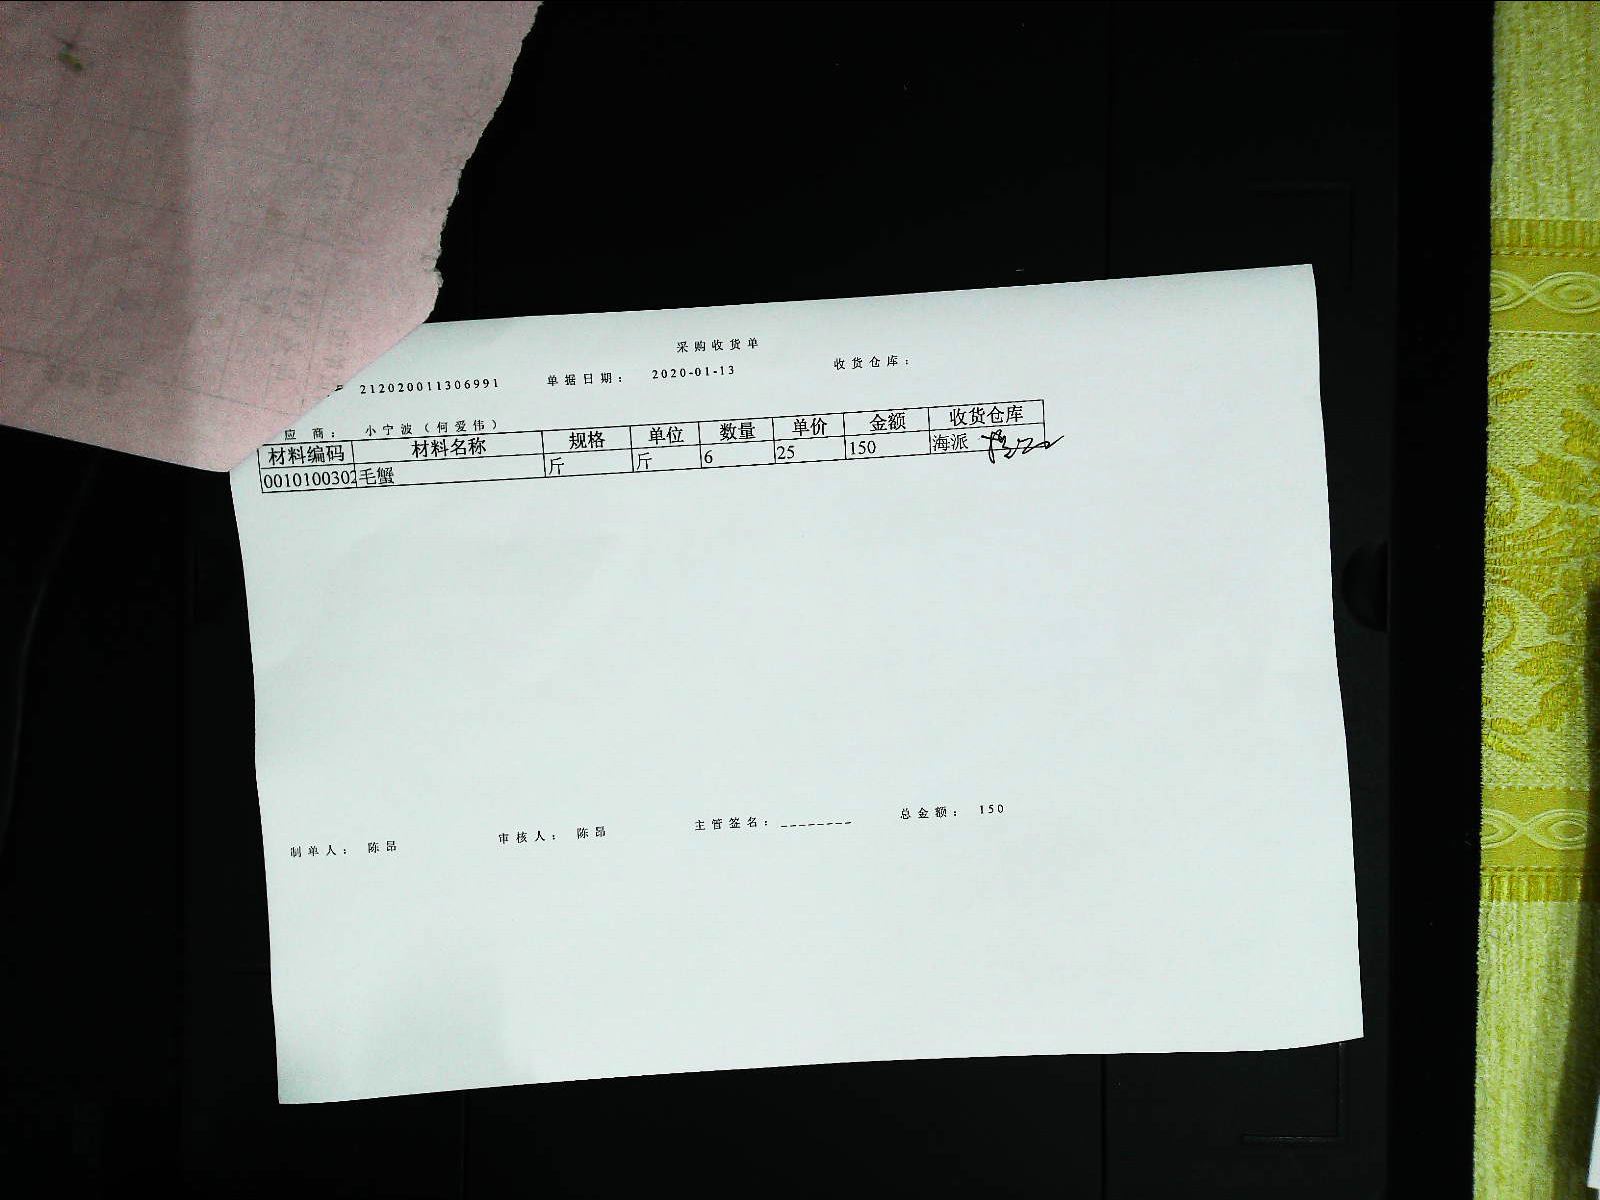 采购收货单
212020011306991 单据日期： 2020-01-13 收货仓库：
应商： 小宁波（何爱伟）
材料编码 材料名称 规格 单位 数量 单价 金额 收货仓库
0010100302 毛蟹 斤 斤 6 25 150 海派
制单人： 陈昂 审核人： 陈昂 主管签名：________ 总金额： 150